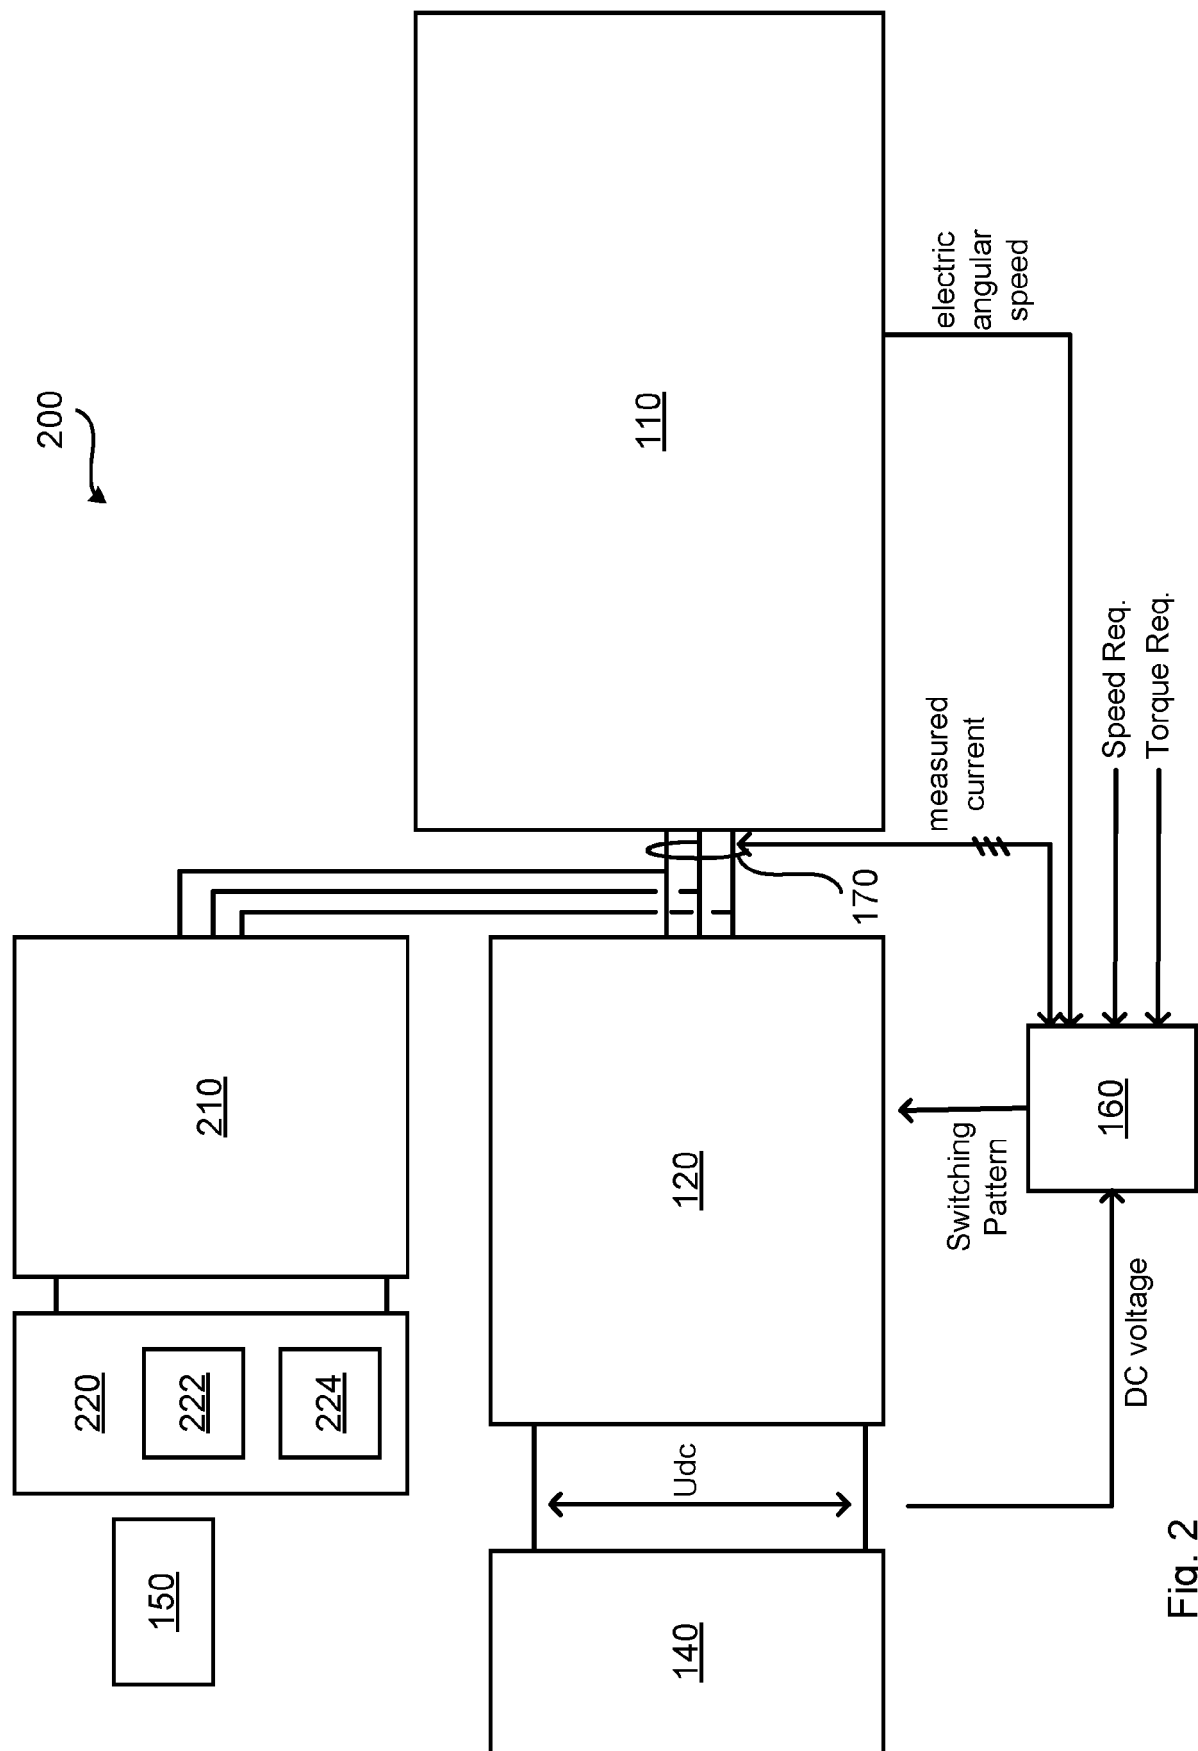 200
150
220
222
224
210
110
140
Udc
120
170
measured
current
electric
angular
speed
Switching
Pattern
DC voltage
160
Speed Req.
Torque Req.
Fig. 2